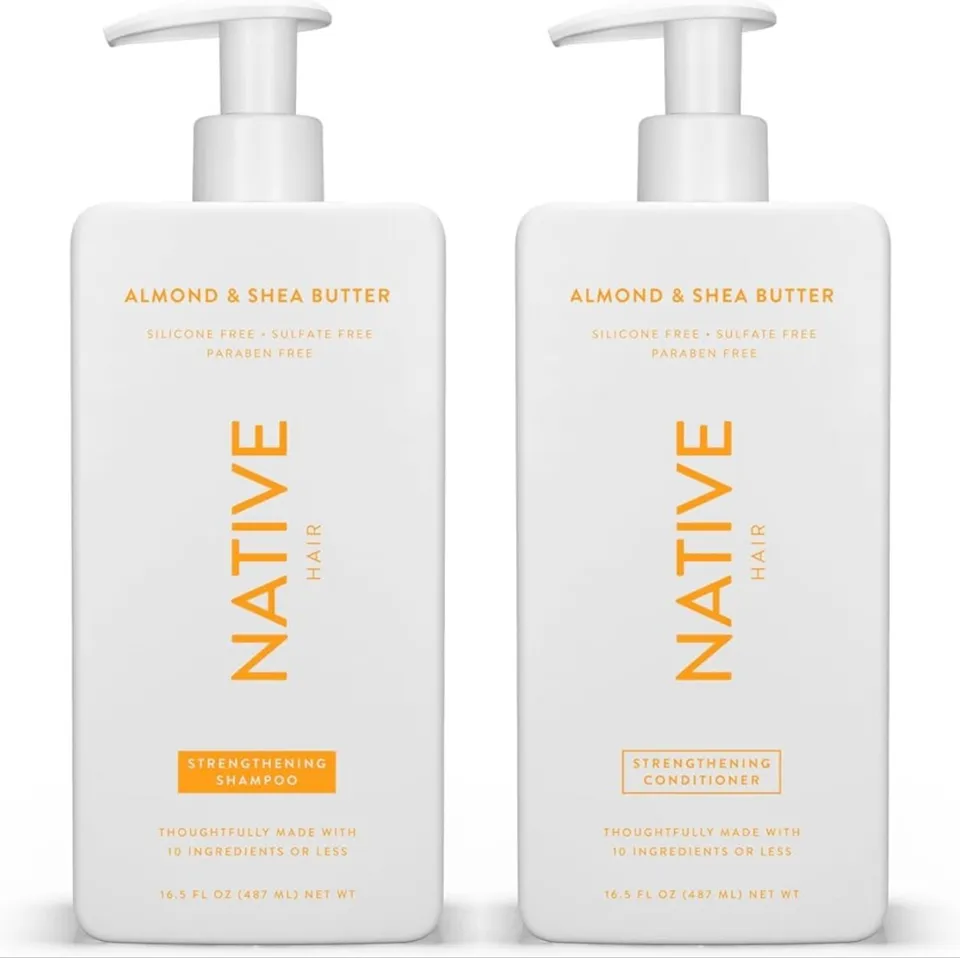 ALMOND & SHEA BUTTER
SILICONE FREE • SULFATE FREE
PARABEN FREE
NATIVE
HAIR
STRENGTHENING
SHAMPOO
THOUGHTFULLY MADE WITH
10 INGREDIENTS OR LESS
16.5 FL OZ (487 ML) NET WT
ALMOND & SHEA BUTTER
SILICONE FREE • SULFATE FREE
PARABEN FREE
NATIVE
HAIR
STRENGTHENING
CONDITIONER
THOUGHTFULLY MADE WITH
10 INGREDIENTS OR LESS
16.5 FL OZ (487 ML) NET WT